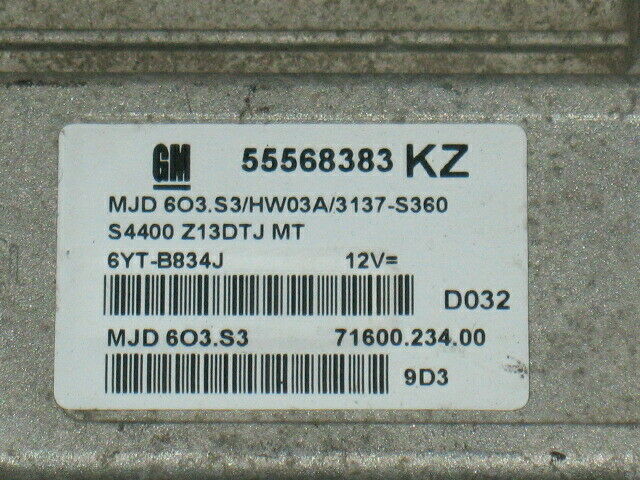 GM 55568383 KZ
MJD 6O3.S3/HW03A/3137-S360
S4400 Z13DTJ MT
6YT-B834J 12V=
D032
MJD 6O3.S3 71600.234.00
9D3